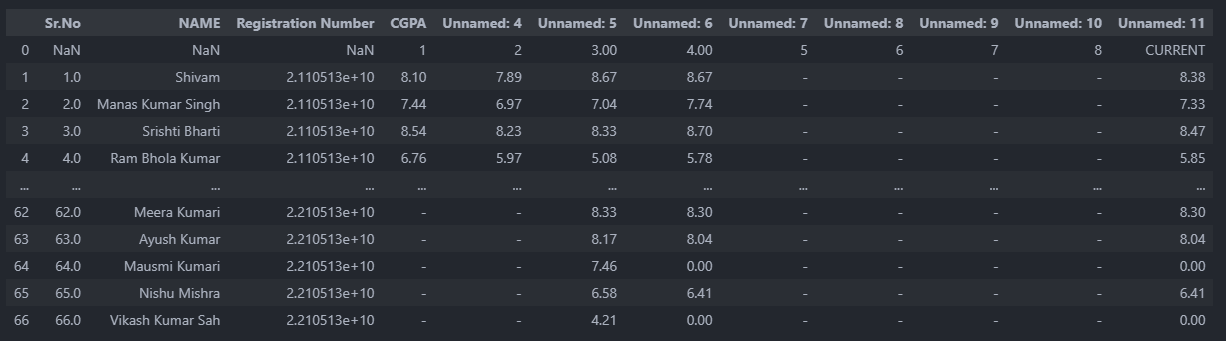 Sr.No NAME Registration Number CGPA Unnamed: 4 Unnamed: 5 Unnamed: 6 Unnamed: 7 Unnamed: 8 Unnamed: 9 Unnamed: 10 Unnamed: 11
0 NaN NaN NaN 1 2 3.00 4.00 5 6 7 8 CURRENT
1 1.0 Shivam 2.110513e+10 8.10 7.89 8.67 8.67 - - - - 8.38
2 2.0 Manas Kumar Singh 2.110513e+10 7.44 6.97 7.04 7.74 - - - - 7.33
3 3.0 Srishti Bharti 2.110513e+10 8.54 8.23 8.33 8.70 - - - - 8.47
4 4.0 Ram Bhola Kumar 2.110513e+10 6.76 5.97 5.08 5.78 - - - - 5.85
... ... ... ... ... ... ... ... ... ... ... ... ...
62 62.0 Meera Kumari 2.210513e+10 - - 8.33 8.30 - - - - 8.30
63 63.0 Ayush Kumar 2.210513e+10 - - 8.17 8.04 - - - - 8.04
64 64.0 Mausmi Kumari 2.210513e+10 - - 7.46 0.00 - - - - 0.00
65 65.0 Nishu Mishra 2.210513e+10 - - 6.58 6.41 - - - - 6.41
66 66.0 Vikash Kumar Sah 2.210513e+10 - - 4.21 0.00 - - - - 0.00